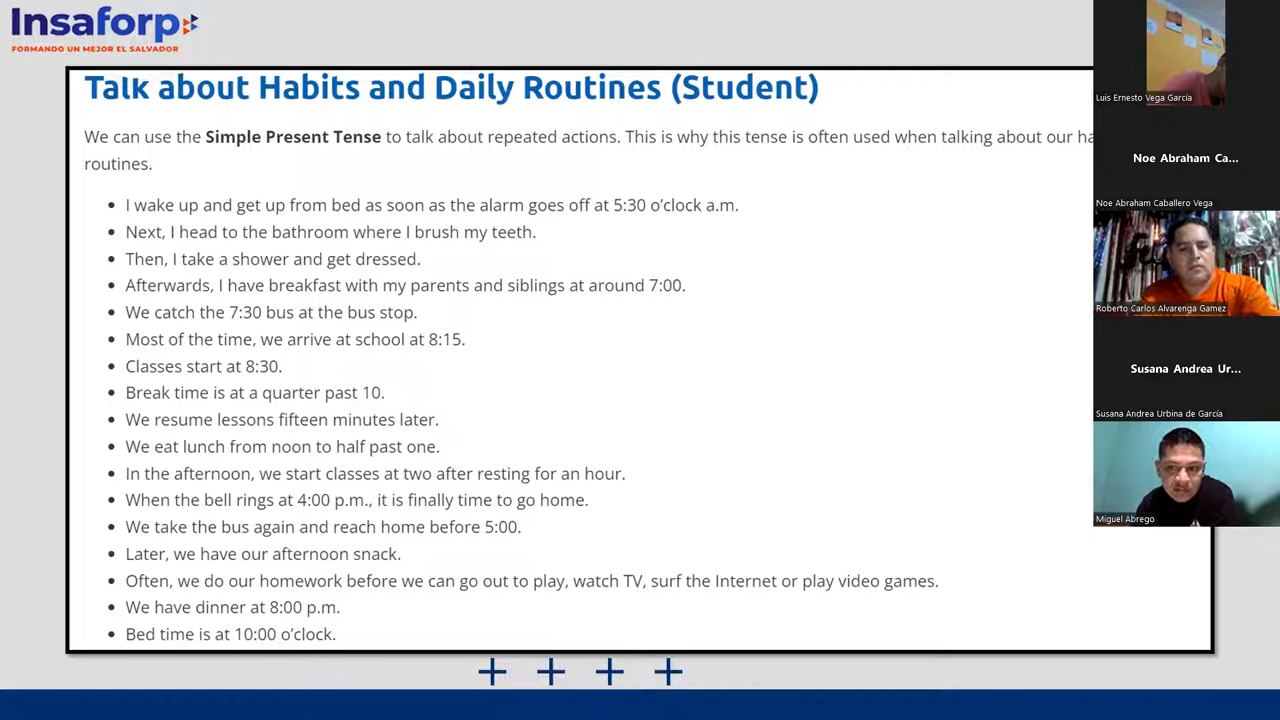 Insaforp
FORMANDO UN MEJOR EL SALVADOR
Talk about Habits and Daily Routines (Student)
We can use the Simple Present Tense to talk about repeated actions. This is why this tense is often used when talking about our ha
routines.
• I wake up and get up from bed as soon as the alarm goes off at 5:30 o’clock a.m.
• Next, I head to the bathroom where I brush my teeth.
• Then, I take a shower and get dressed.
• Afterwards, I have breakfast with my parents and siblings at around 7:00.
• We catch the 7:30 bus at the bus stop.
• Most of the time, we arrive at school at 8:15.
• Classes start at 8:30.
• Break time is at a quarter past 10.
• We resume lessons fifteen minutes later.
• We eat lunch from noon to half past one.
• In the afternoon, we start classes at two after resting for an hour.
• When the bell rings at 4:00 p.m., it is finally time to go home.
• We take the bus again and reach home before 5:00.
• Later, we have our afternoon snack.
• Often, we do our homework before we can go out to play, watch TV, surf the Internet or play video games.
• We have dinner at 8:00 p.m.
• Bed time is at 10:00 o’clock.
Luis Ernesto Vega García
Noe Abraham Ca...
Noe Abraham Caballero Vega
Roberto Carlos Alvarenga Gamez
Susana Andrea Ur...
Susana Andrea Urbina de García
Miguel Abrego